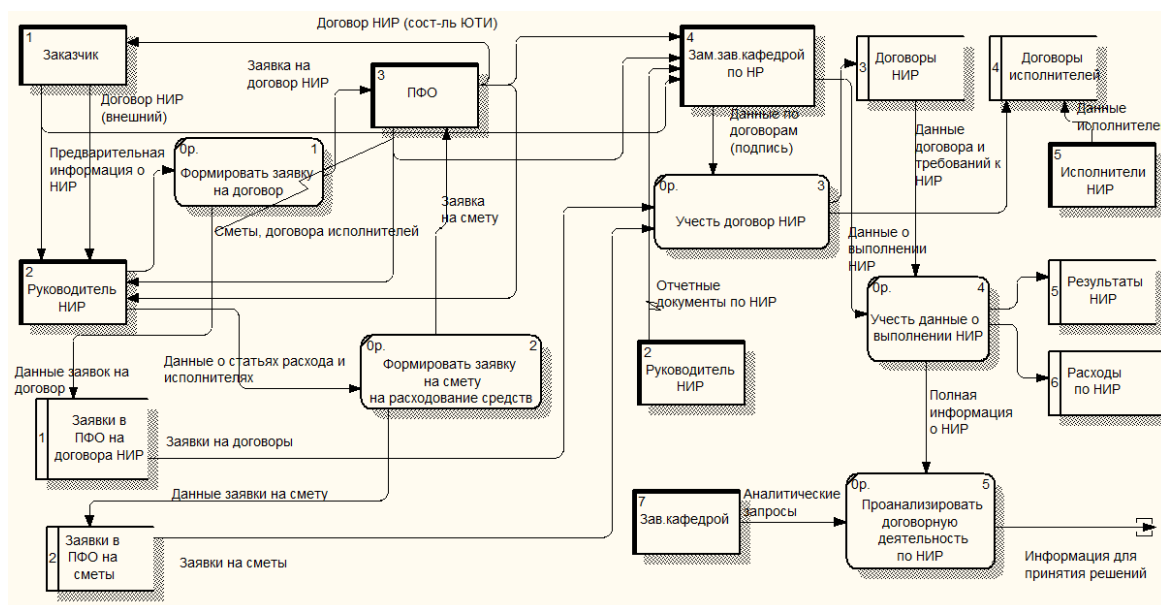 Договор НИР (сост-ль ЮТИ)
1
Заказчик
Заявка на
договор НИР
3
ПФО
4
Зам.зав.кафедрой
по НР
3
Договоры
НИР
4
Договоры
исполнителей
Договор НИР
(внешний)
Данные по
договорам
(подпись)
Данные
исполнителе
Предварительная
информация о
НИР
0р.
1
Формировать заявку
на договор
Данные
договора и
требований к
НИР
5
Исполнители
НИР
0р.
3
Учесть договор НИР
Заявка
на смету
Сметы, договора исполнителей
Данные о
выполнении
НИР
2
Руководитель
НИР
Отчетные
документы по НИР
0р.
4
Учесть данные о
выполнении НИР
5
Результаты
НИР
0р.
2
Формировать заявку
на смету
на расходование средств
2
Руководитель
НИР
6
Расходы
по НИР
Данные о статьях расхода и
исполнителях
Данные заявок на
договор
Полная
информация
о НИР
1
Заявки в
ПФО на
договора НИР
Заявки на договоры
Данные заявки на смету
7
Зав.кафедрой
Аналитические
запросы
0р.
5
Проанализировать
договорную
деятельность
по НИР
2
Заявки в
ПФО на
сметы
Заявки на сметы
Информация для
принятия решений